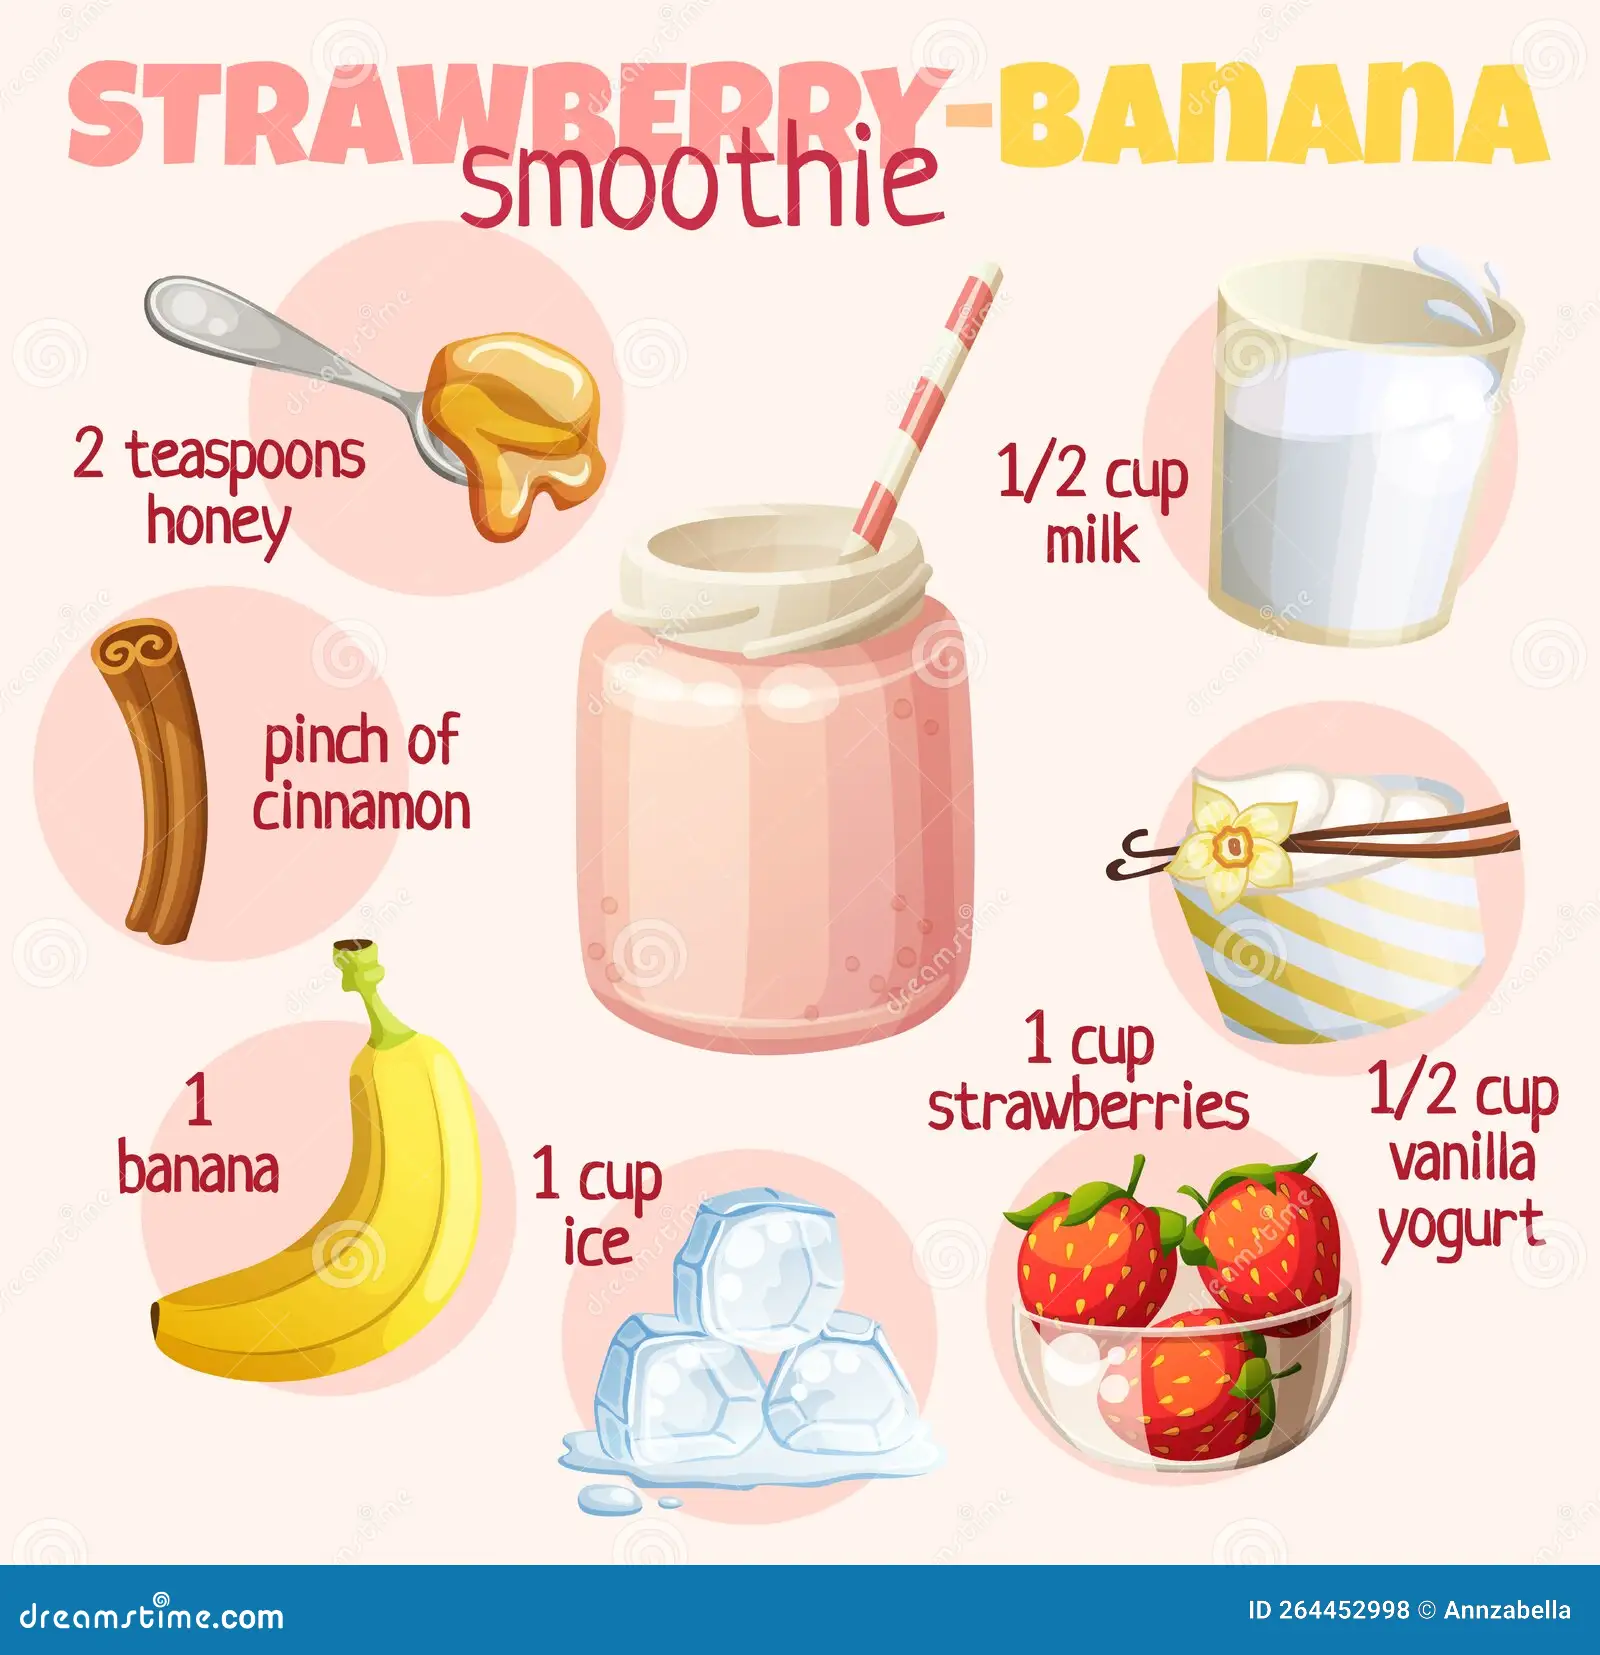 STRAWBERRY-BANANA
smoothie
2 teaspoons
honey
1/2 cup
milk
pinch of
cinnamon
1 cup
strawberries
1/2 cup
vanilla
yogurt
1
banana
1 cup
ice
dreamstime.com
ID 264452998 © Annzabella